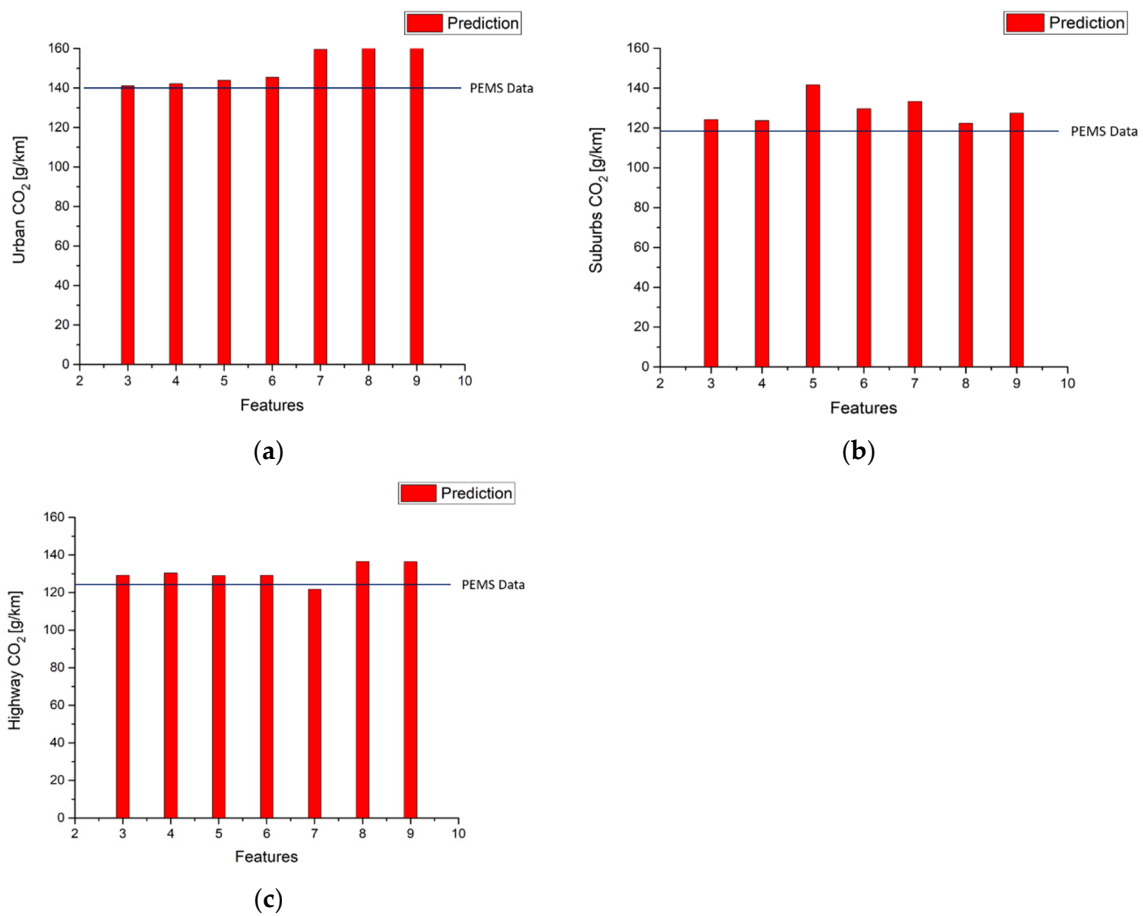 Prediction
160
140
120
100
80
60
40
20
0
Urban CO2 [g/km]
PEMS Data
2 3 4 5 6 7 8 9 10
Features
(a)
Prediction
160
140
120
100
80
60
40
20
0
Suburbs CO2 [g/km]
PEMS Data
2 3 4 5 6 7 8 9 10
Features
(b)
Prediction
160
140
120
100
80
60
40
20
0
Highway CO2 [g/km]
PEMS Data
2 3 4 5 6 7 8 9 10
Features
(c)